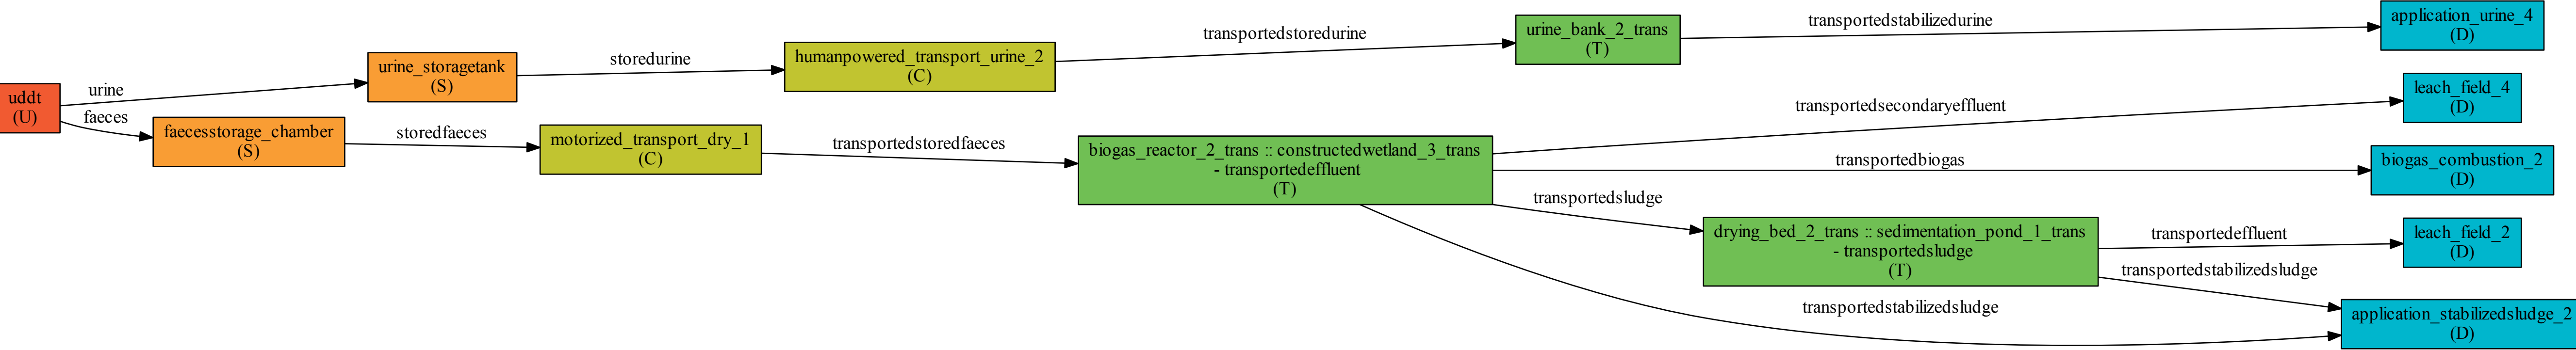 uddt
(U)
urine
faeces
urine_storagetank
(S)
faecesstorage_chamber
(S)
storedurine
storedfaeces
humanpowered_transport_urine_2
(C)
motorized_transport_dry_1
(C)
transportedstoredurine
transportedstoredfaeces
urine_bank_2_trans
(T)
biogas_reactor_2_trans :: constructedwetland_3_trans
- transportedeffluent
(T)
transportedstabilizedurine
transportedsecondaryeffluent
transportedbiogas
transportedsludge
drying_bed_2_trans :: sedimentation_pond_1_trans
- transportedsludge
(T)
transportedeffluent
transportedstabilizedsludge
transportedstabilizedsludge
application_urine_4
(D)
leach_field_4
(D)
biogas_combustion_2
(D)
leach_field_2
(D)
application_stabilizedsludge_2
(D)